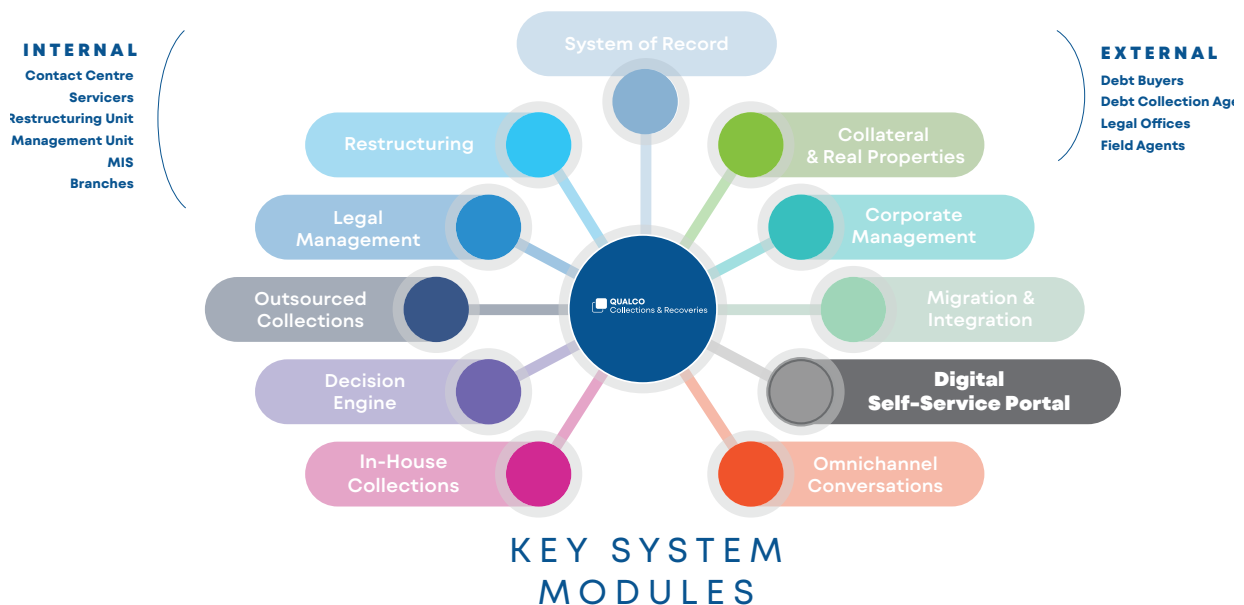 INTERNAL
Contact Centre
Servicers
Restructuring Unit
Management Unit
MIS
Branches
EXTERNAL
Debt Buyers
Debt Collection
Legal Offices
Field Agents
System of Record
Restructuring
Collateral
& Real Properties
Legal
Management
Corporate
Management
Outsourced
Collections
QUALCO
Collections & Recoveries
Migration &
Integration
Decision
Engine
Digital
Self-Service Portal
In-House
Collections
Omnichannel
Conversations
KEY SYSTEM
MODULES